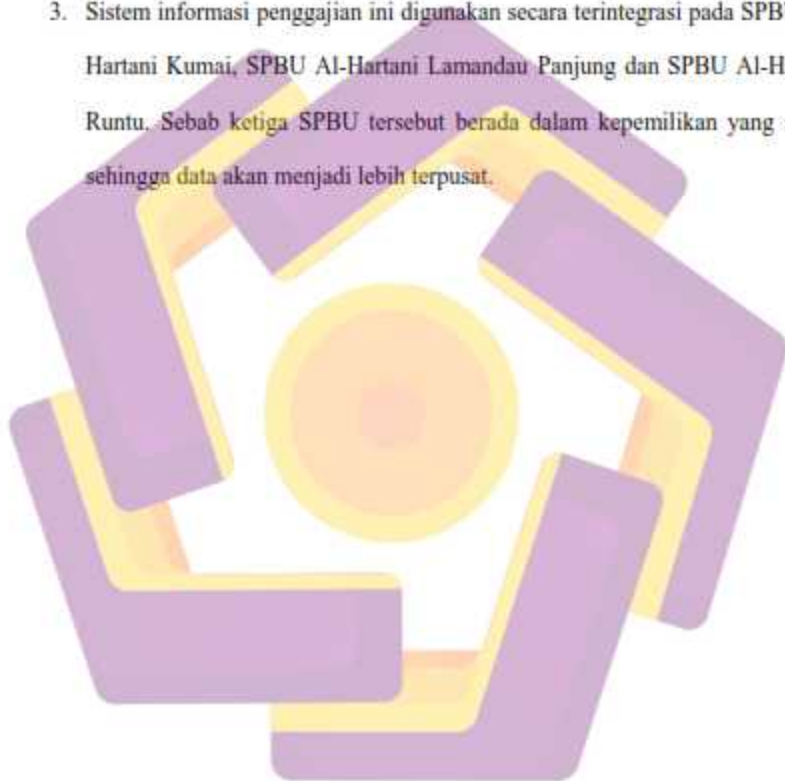 3. Sistem informasi penggajian ini digunakan secara terintegrasi pada SPB
Hartani Kumai, SPBU Al-Hartani Lamandau Panjung dan SPBU Al-H
Runtu. Sebab ketiga SPBU tersebut berada dalam kepemilikan yang
sehingga data akan menjadi lebih terpusat.